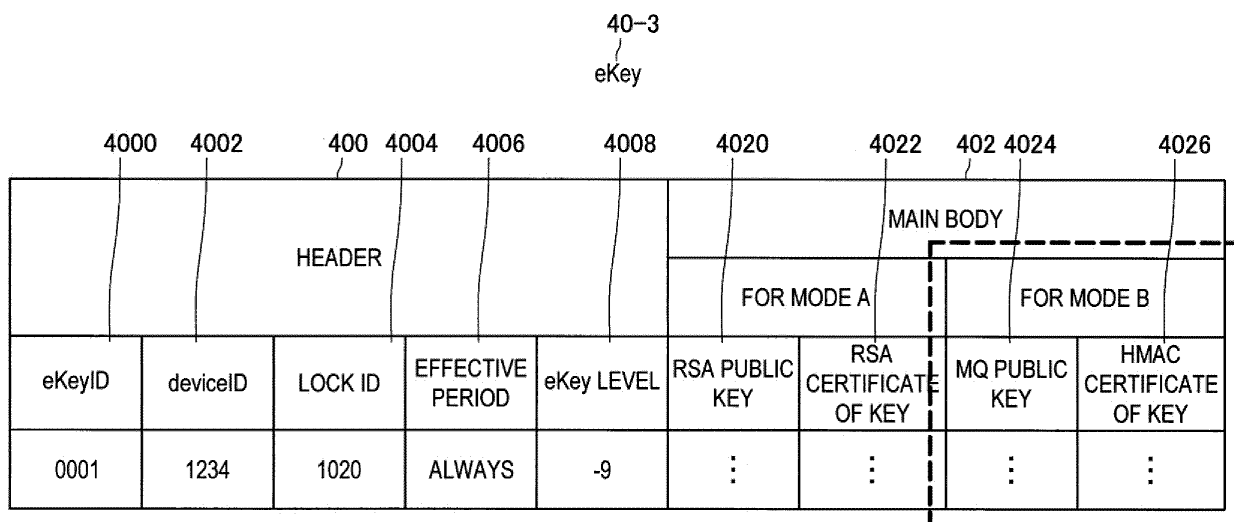 40-3
eKey
4000 4002 400 4004 4006 4008 4020 4022 402 4024 4026
HEADER
MAIN BODY
FOR MODE A
FOR MODE B
eKeyID
deviceID
LOCK ID
EFFECTIVE
PERIOD
eKey LEVEL
RSA PUBLIC
KEY
RSA
CERTIFICATE
OF KEY
MQ PUBLIC
KEY
HMAC
CERTIFICATE
OF KEY
0001 1234 1020 ALWAYS -9 ⋮ ⋮ ⋮ ⋮